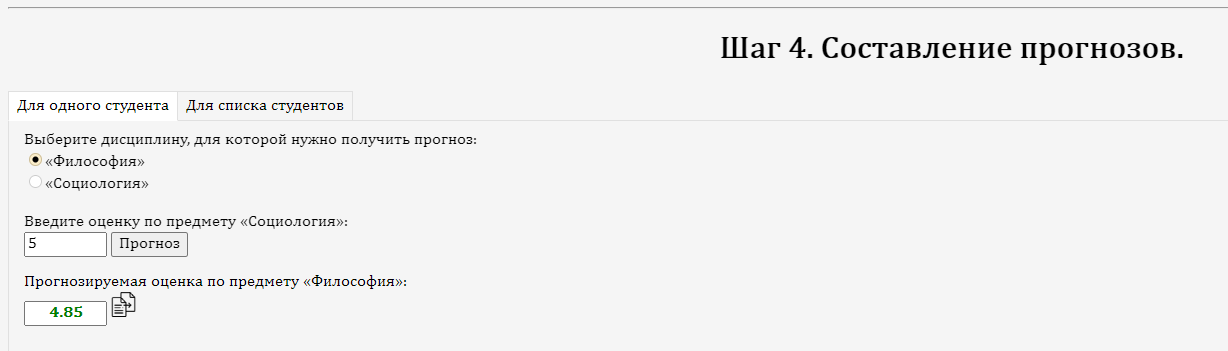 Шаг 4. Составление прогнозов.
Для одного студента Для списка студентов
Выберите дисциплину, для которой нужно получить прогноз:
«Философия»
«Социология»
Введите оценку по предмету «Социология»:
5 Прогноз
Прогнозируемая оценка по предмету «Философия»:
4.85